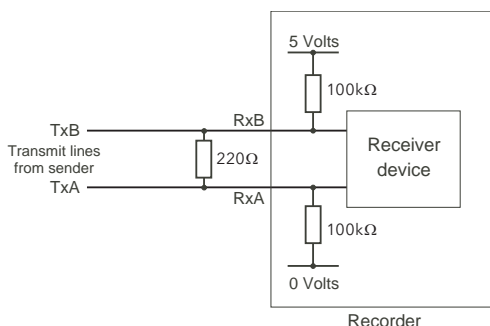 5 Volts
100kΩ
TxB
RxB
Transmit lines
from sender
220Ω
Receiver
device
TxA
RxA
100kΩ
0 Volts
Recorder